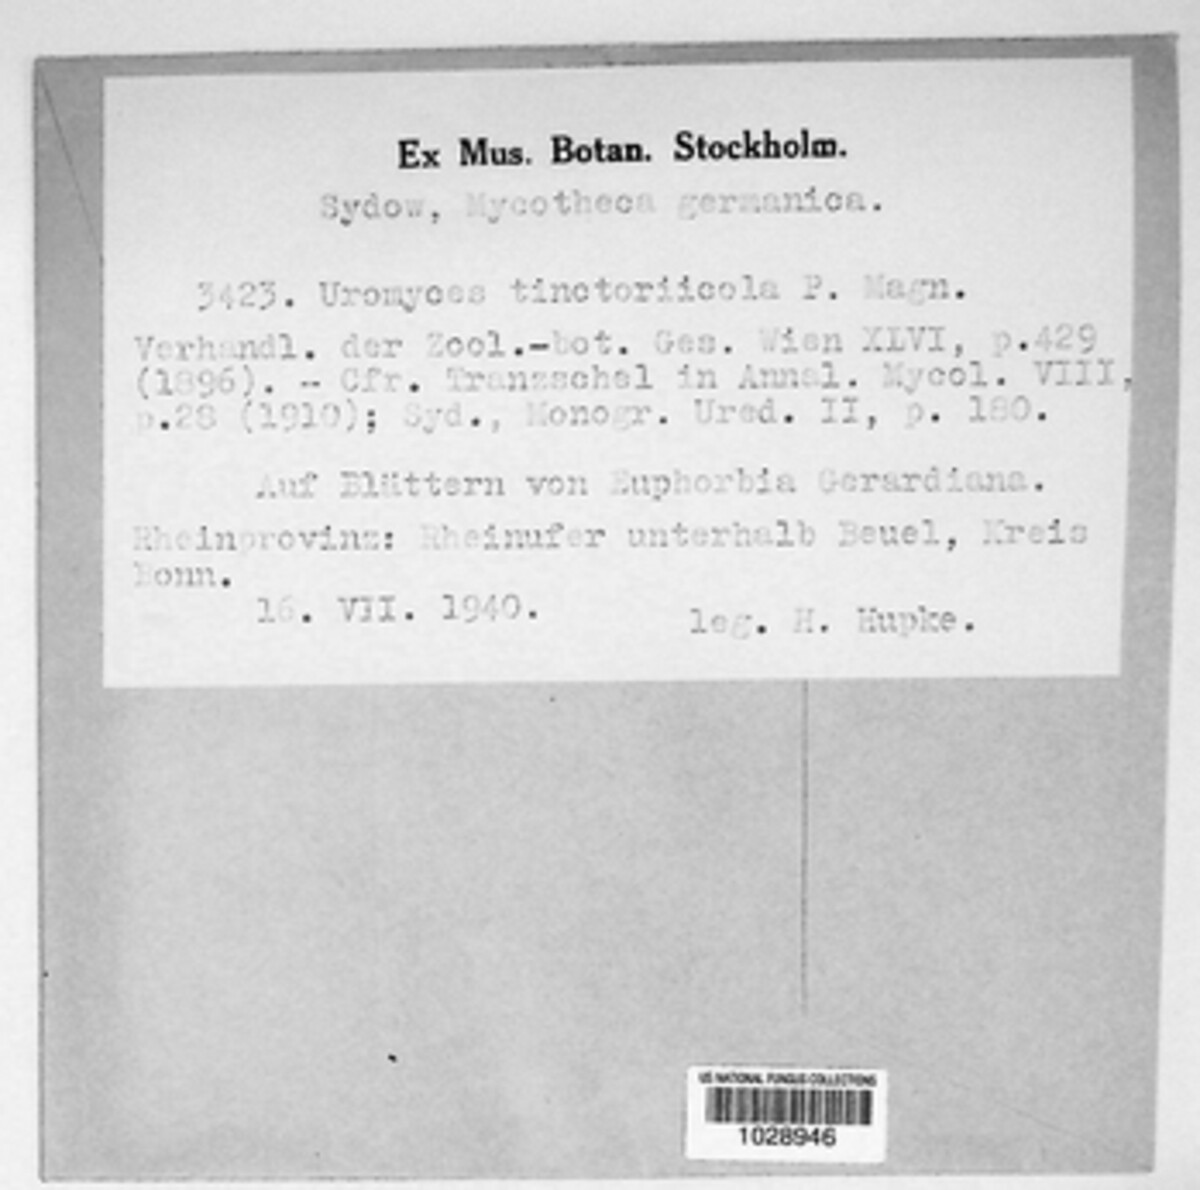 Ex Mus. Botan. Stockholm.
Sydow, Mycotheca germanica.
3423. Uromyces tinctoriicola P. Magn.
Verhandl. der Zool.-bot. Ges. Wien XLVI, p.429
(1896). - Cfr. Tranzschel in Annal. Mycol. VIII,
p.28 (1910); Syd., Monogr. Ured. II, p. 180.
Auf Blättern von Euphorbia Gerardiana.
Rheinprovinz: Rheinufer unterhalb Beuel, Kreis
Bonn.
16. VII. 1940.
leg. H. Hupke.
US NATIONAL FUNGUS COLLECTIONS
1028946